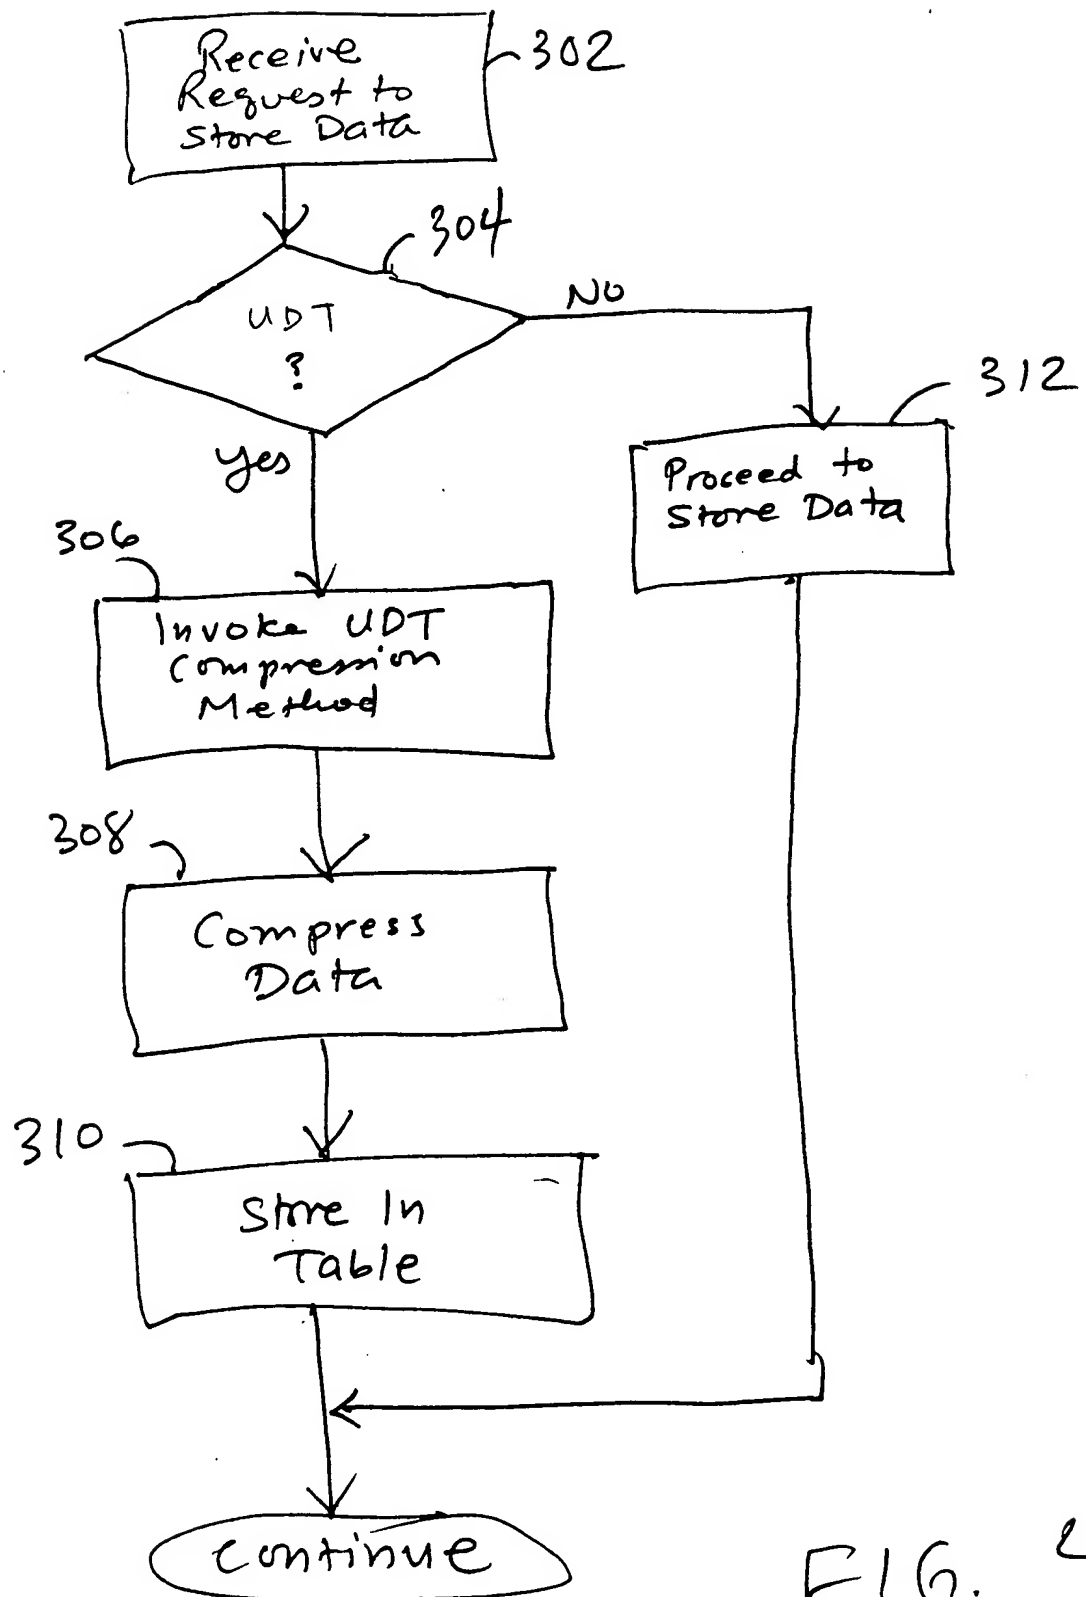 Receive
Request to
Store Data
302
304
UDT
?
NO
Yes
312
Proceed to
Store Data
306
Invoke UDT
Compression
Method
308
Compress
Data
310
Store In
Table
Continue
FIG.